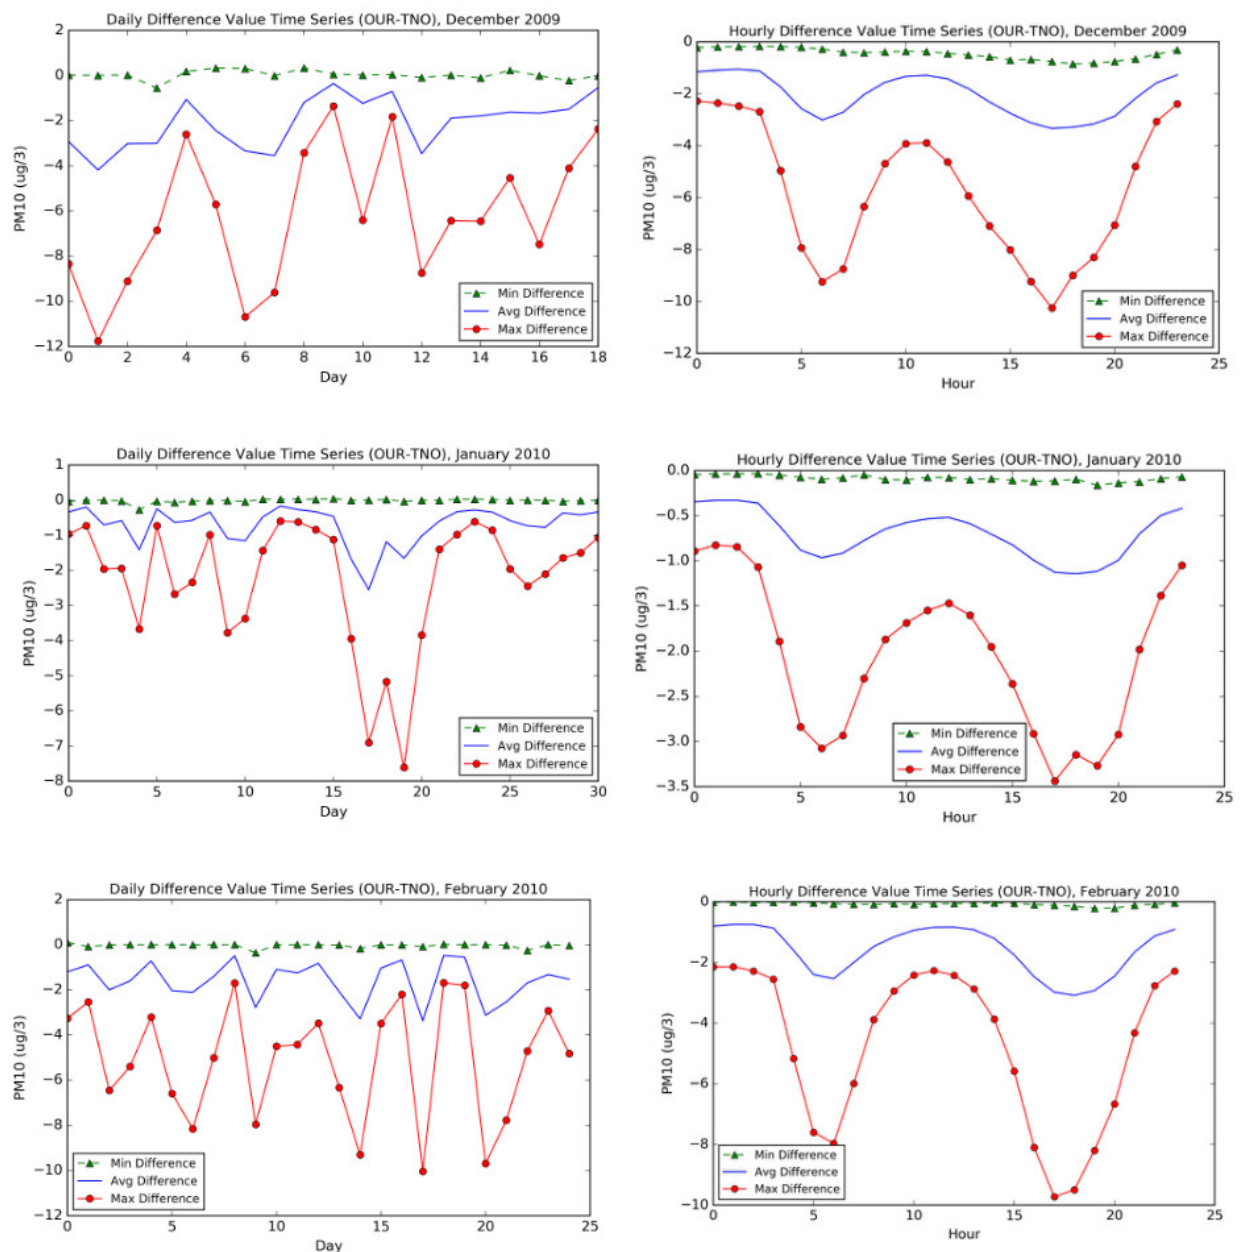 Daily Difference Value Time Series (OUR-TNO), December 2009
2
0
−2
−4
−6
−8
−10
−12
PM10 (ug/3)
Min Difference
Avg Difference
Max Difference
0 2 4 6 8 10 12 14 16 18
Day
Hourly Difference Value Time Series (OUR-TNO), December 2009
0
−2
−4
−6
−8
−10
−12
PM10 (ug/3)
Min Difference
Avg Difference
Max Difference
0 5 10 15 20 25
Hour
Daily Difference Value Time Series (OUR-TNO), January 2010
1
0
−1
−2
−3
−4
−5
−6
−7
−8
PM10 (ug/3)
Min Difference
Avg Difference
Max Difference
0 5 10 15 20 25 30
Day
Hourly Difference Value Time Series (OUR-TNO), January 2010
0.0
−0.5
−1.0
−1.5
−2.0
−2.5
−3.0
−3.5
PM10 (ug/3)
Min Difference
Avg Difference
Max Difference
0 5 10 15 20 25
Hour
Daily Difference Value Time Series (OUR-TNO), February 2010
2
0
−2
−4
−6
−8
−10
−12
PM10 (ug/3)
Min Difference
Avg Difference
Max Difference
0 5 10 15 20 25
Day
Hourly Difference Value Time Series (OUR-TNO), February 2010
0
−2
−4
−6
−8
−10
PM10 (ug/3)
Min Difference
Avg Difference
Max Difference
0 5 10 15 20 25
Hour